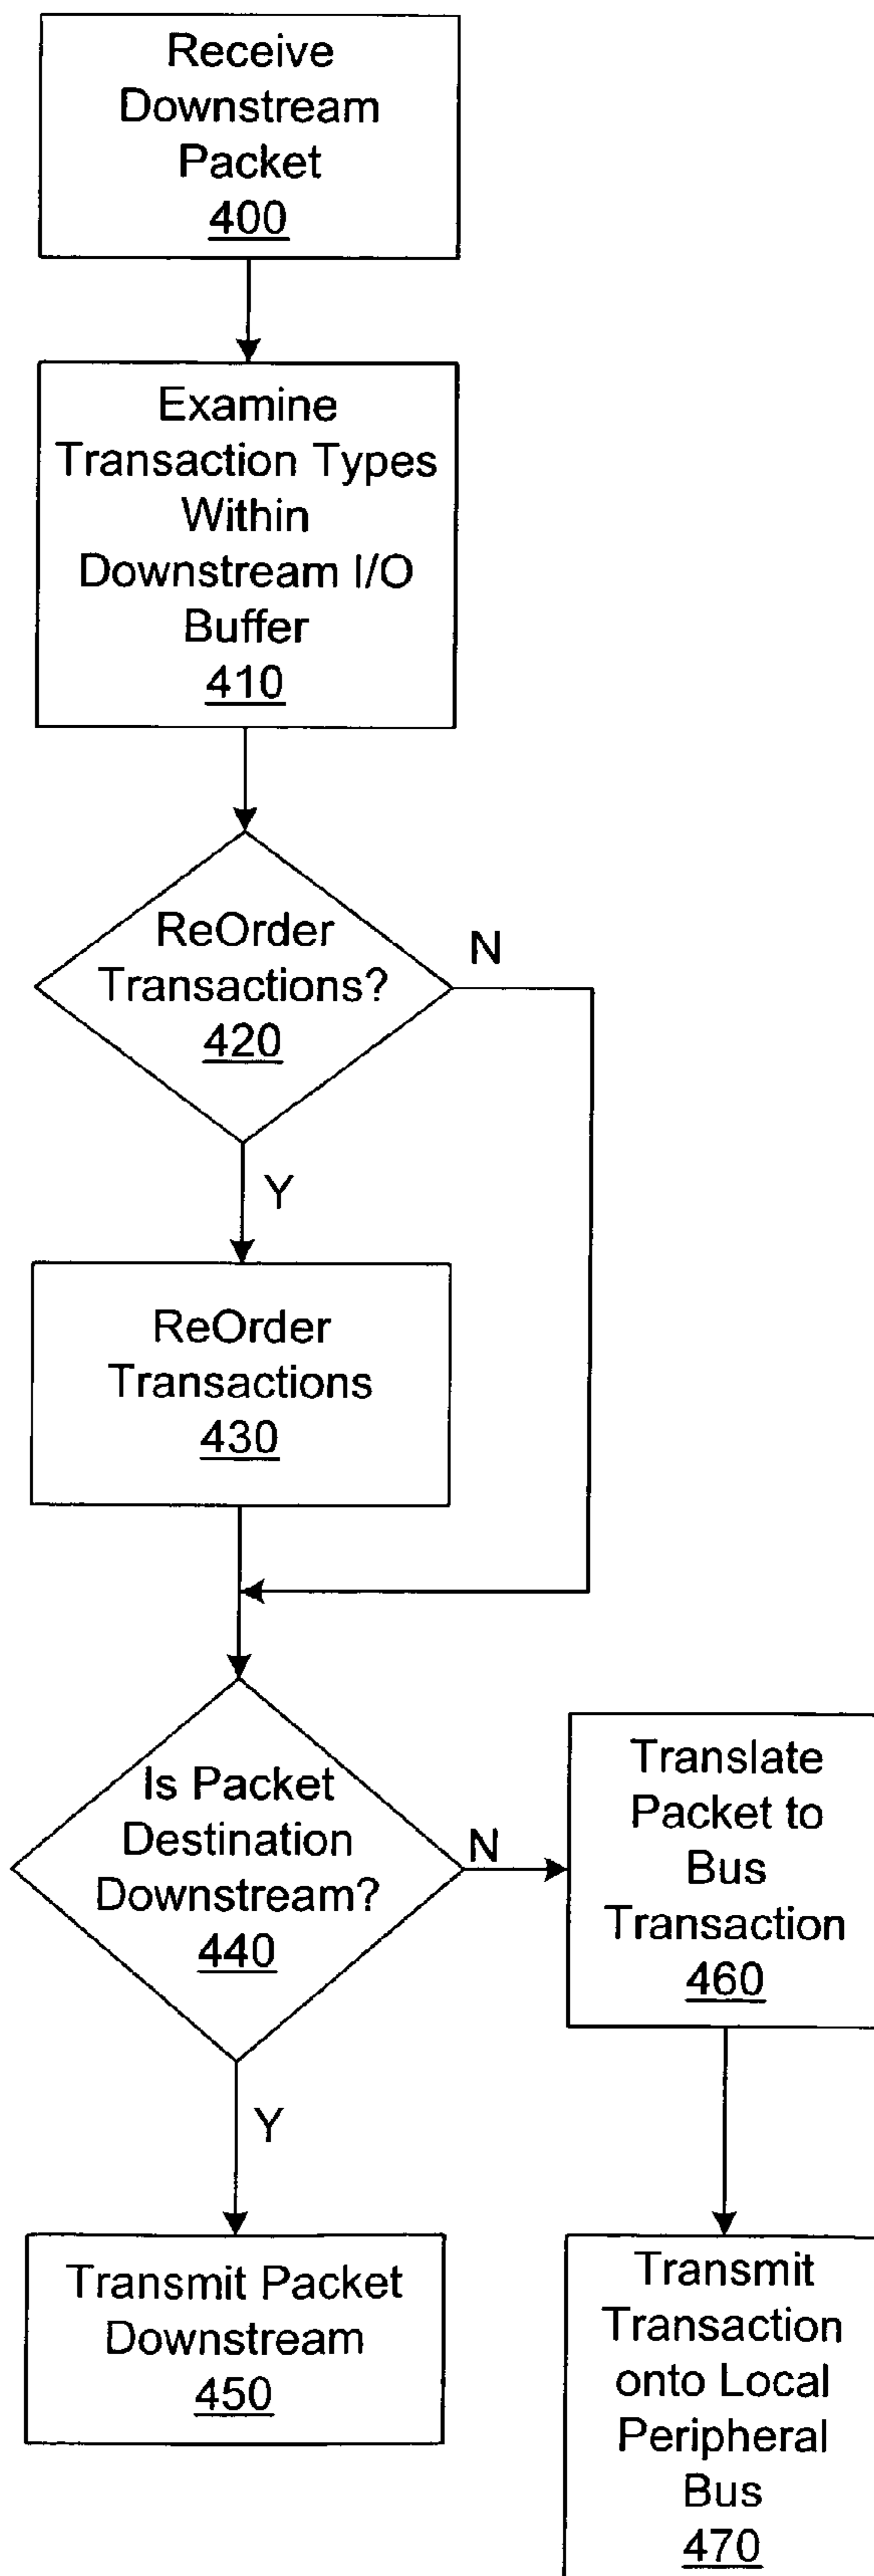 Receive
Downstream
Packet
400
Examine
Transaction Types
Within
Downstream I/O
Buffer
410
ReOrder
Transactions?
420
N
Y
ReOrder
Transactions
430
Is Packet
Destination
Downstream?
440
N
Y
Translate
Packet to
Bus
Transaction
460
Transmit Packet
Downstream
450
Transmit
Transaction
onto Local
Peripheral
Bus
470